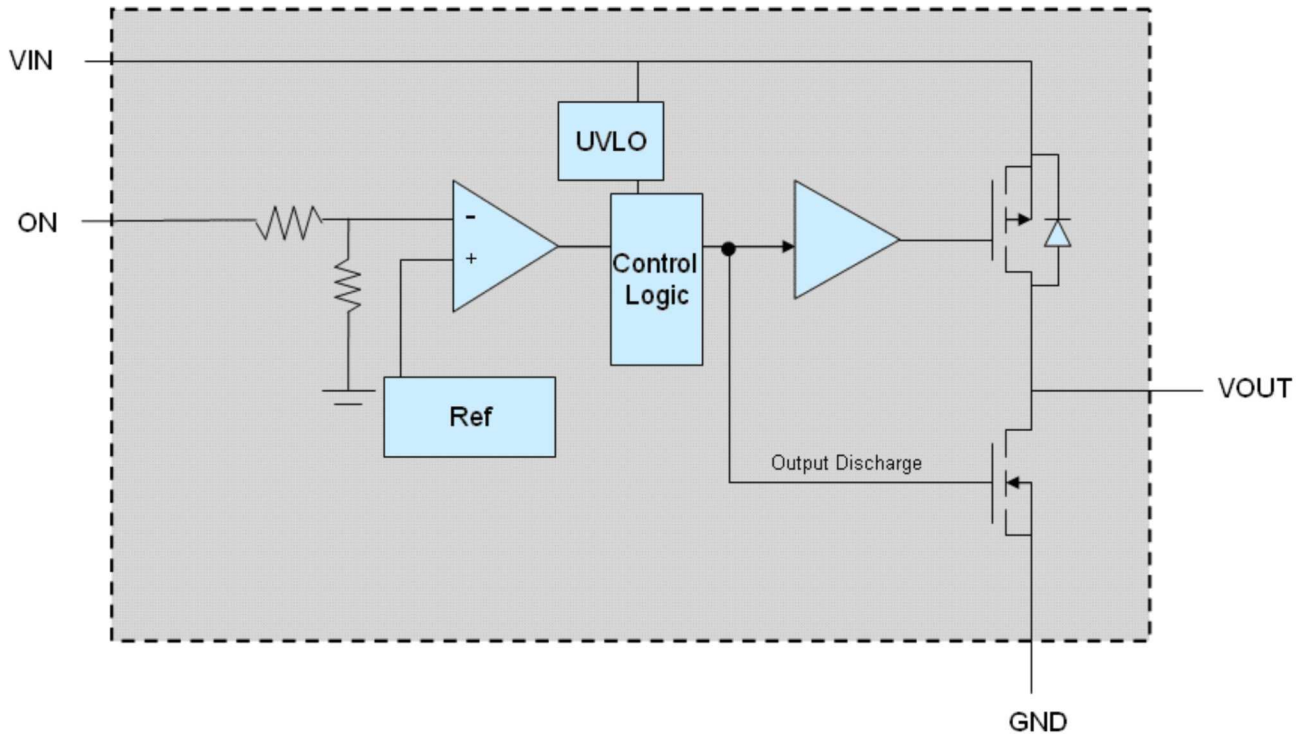 VIN
UVLO
ON
-
+
Control
Logic
Ref
VOUT
Output Discharge
GND